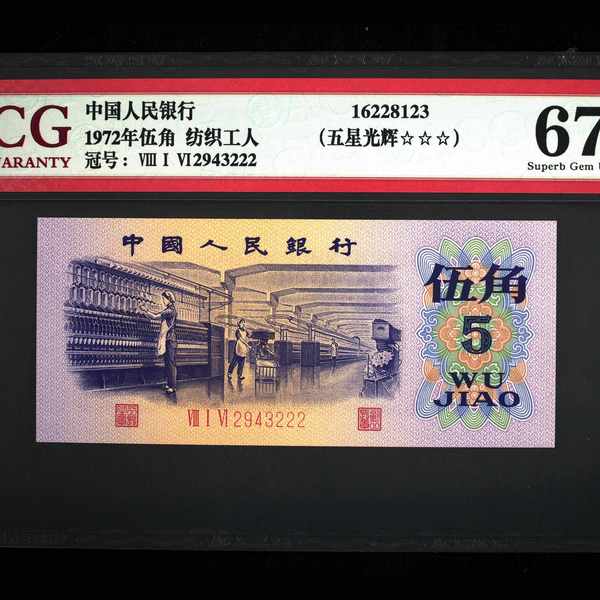 CG
ARANTY
中国人民银行
1972年伍角 纺织工人
冠号：Ⅷ Ⅰ Ⅵ2943222
16228123
（五星光辉☆☆☆）
67
Superb Gem U
中國人民銀行
伍角
5
WU
JIAO
Ⅷ Ⅰ Ⅵ 2943222